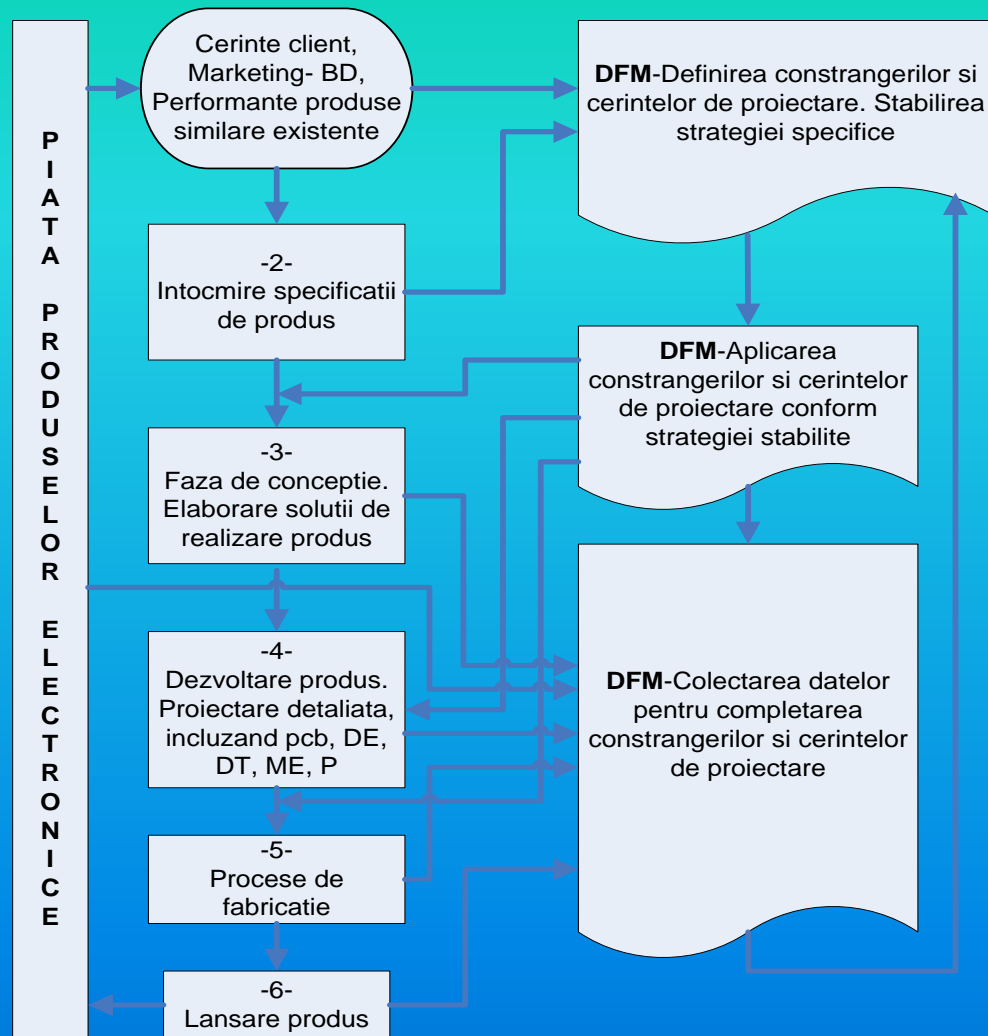 PIATA PRODUSELOR ELECTRONICE
Cerinte client,
Marketing- BD,
Performante produse
similare existente
DFM-Definirea constrangerilor si
cerintelor de proiectare. Stabilirea
strategiei specifice
-2-
Intocmire specificatii
de produs
DFM-Aplicarea
constrangerilor si cerintelor
de proiectare conform
strategiei stabilite
-3-
Faza de conceptie.
Elaborare solutii de
realizare produs
-4-
Dezvoltare produs.
Proiectare detaliata,
incluzand pcb, DE,
DT, ME, P
DFM-Colectarea datelor
pentru completarea
constrangerilor si cerintelor
de proiectare
-5-
Procese de
fabricatie
-6-
Lansare produs